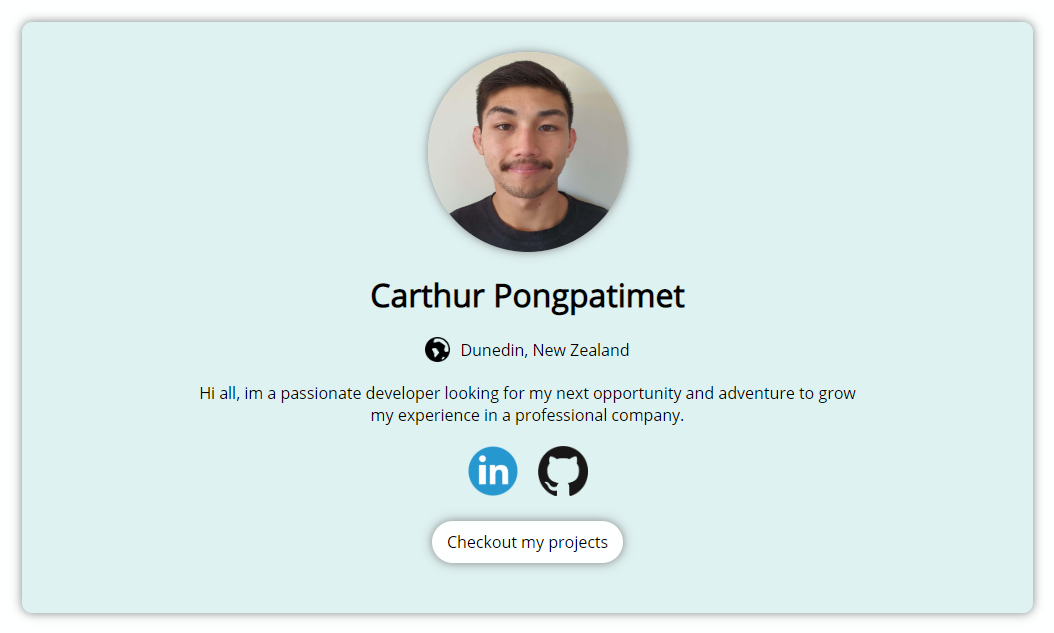 Carthur Pongpatimet
Dunedin, New Zealand
Hi all, im a passionate developer looking for my next opportunity and adventure to grow
my experience in a professional company.
in
Checkout my projects